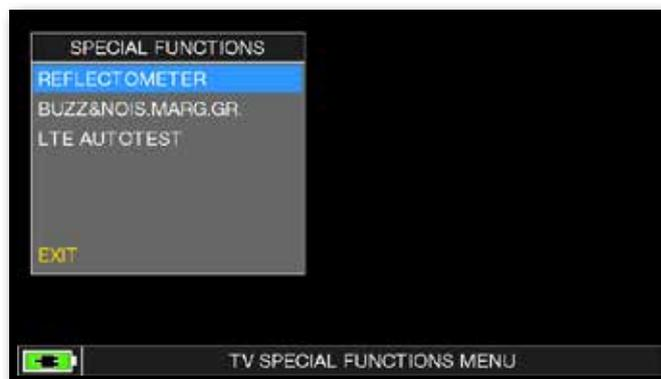 SPECIAL FUNCTIONS
REFLECTOMETER
BUZZ&NOIS.MARG.GR.
LTE AUTOTEST
EXIT
TV SPECIAL FUNCTIONS MENU